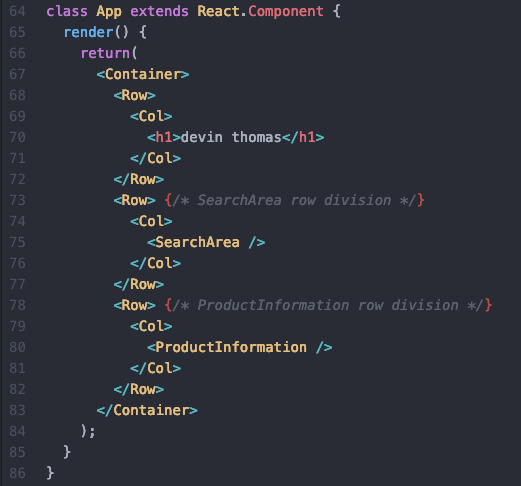 64 class App extends React.Component {
65   render() {
66     return(
67       <Container>
68         <Row>
69           <Col>
70             <h1>devin thomas</h1>
71           </Col>
72         </Row>
73         <Row> {/* SearchArea row division */}
74           <Col>
75             <SearchArea />
76           </Col>
77         </Row>
78         <Row> {/* ProductInformation row division */}
79           <Col>
80             <ProductInformation />
81           </Col>
82         </Row>
83       </Container>
84     );
85   }
86 }